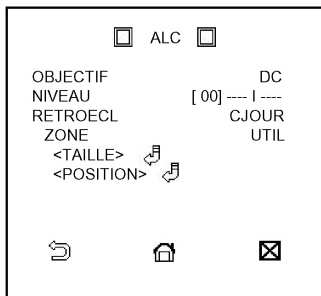 ALC
OBJECTIF DC
NIVEAU [ 00] ---- I ----
RETROECL CJOUR
ZONE UTIL
<TAILLE>
<POSITION>